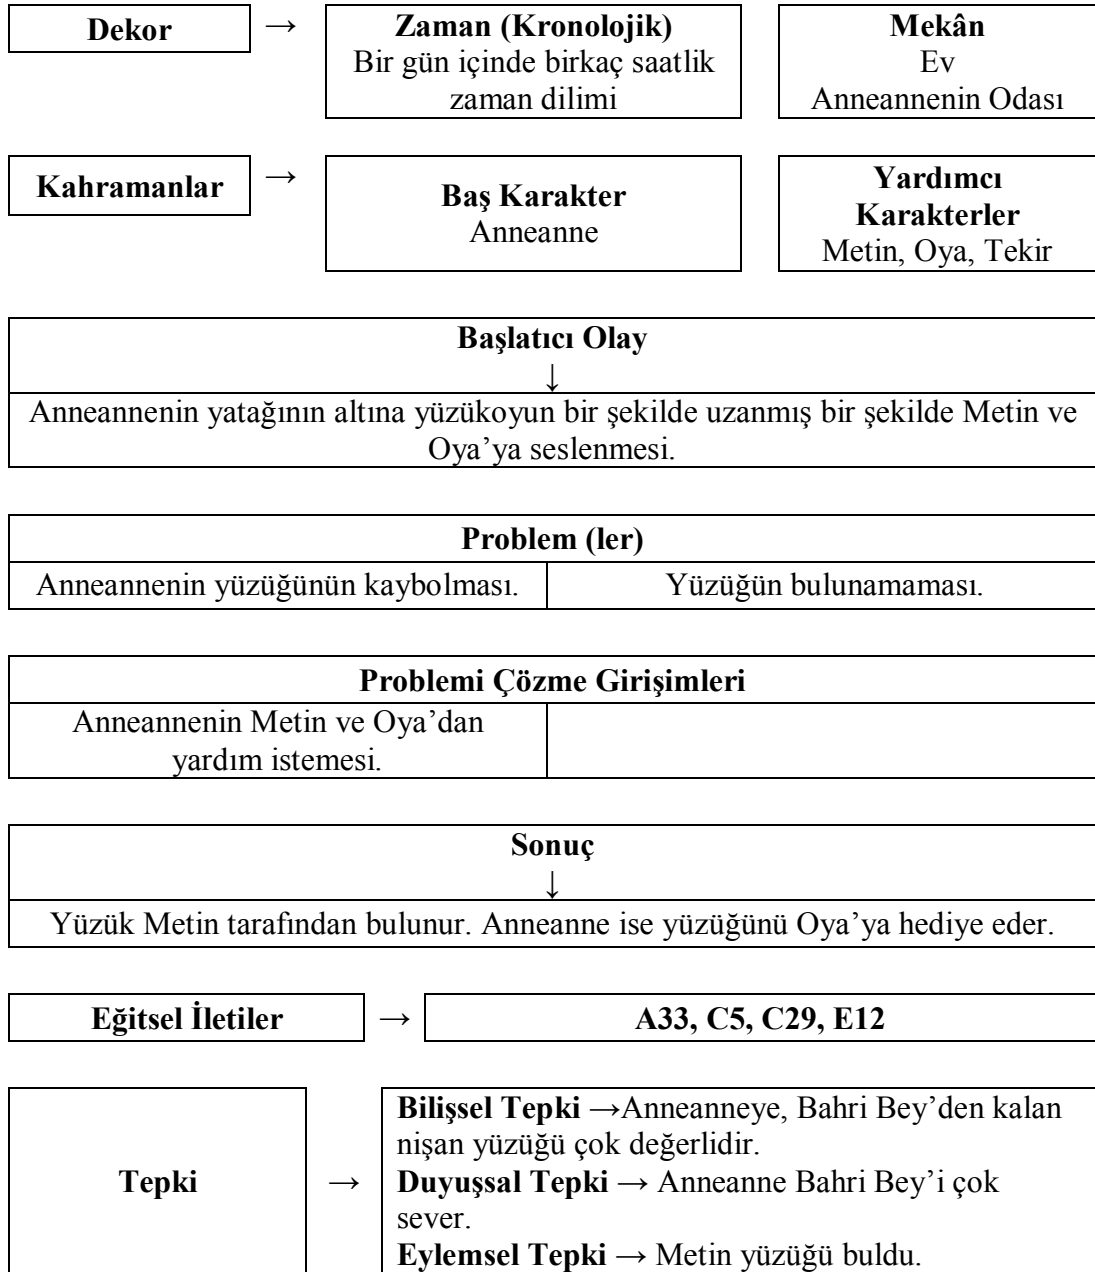 Dekor → Zaman (Kronolojik) Mekân
Bir gün içinde birkaç saatlik Ev
zaman dilimi Anneannenin Odası
Kahramanlar → Baş Karakter Yardımcı
Anneanne Karakterler
Metin, Oya, Tekir
Başlatıcı Olay
↓
Anneannenin yatağının altına yüzükoyun bir şekilde uzanmış bir şekilde Metin ve
Oya’ya seslenmesi.
Problem (ler)
Anneannenin yüzüğünün kaybolması. Yüzüğün bulunamaması.
Problemi Çözme Girişimleri
Anneannenin Metin ve Oya’dan
yardım istemesi.
Sonuç
↓
Yüzük Metin tarafından bulunur. Anneanne ise yüzüğünü Oya’ya hediye eder.
Eğitsel İletiler → A33, C5, C29, E12
Tepki →
Bilişsel Tepki →Anneanneye, Bahri Bey’den kalan
nişan yüzüğü çok değerlidir.
Duyuşsal Tepki → Anneanne Bahri Bey’i çok
sever.
Eylemsel Tepki → Metin yüzüğü buldu.